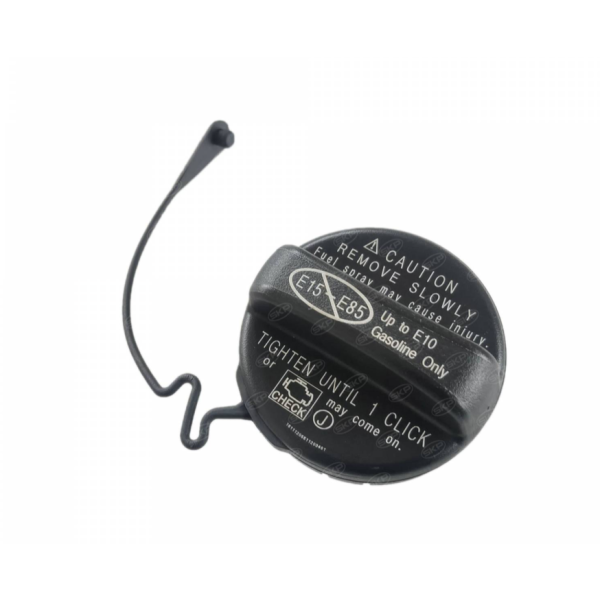 ⚠ CAUTION
REMOVE SLOWLY
Fuel spray may cause injury.
E15~E85
Up to E10
Gasoline Only
TIGHTEN UNTIL 1 CLICK
or CHECK J may come on.